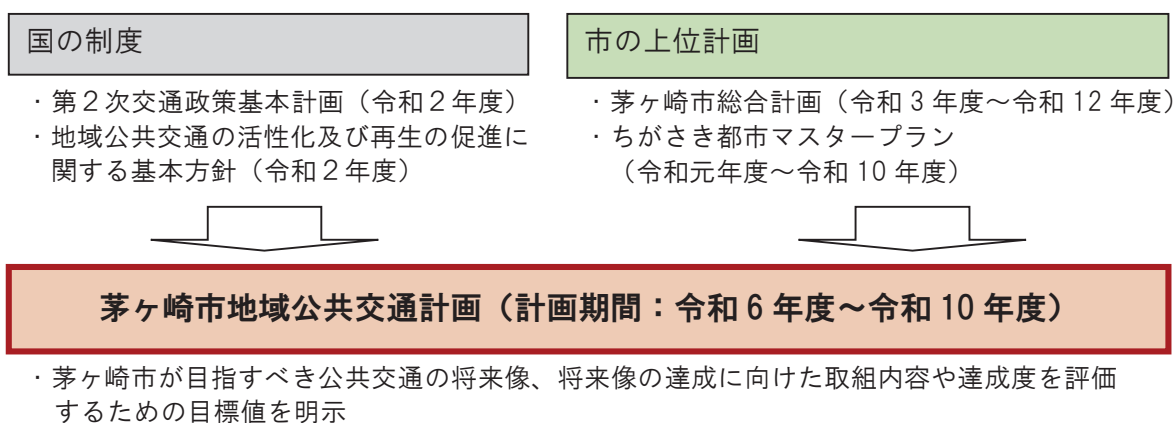 国の制度
・第２次交通政策基本計画（令和２年度）
・地域公共交通の活性化及び再生の促進に
関する基本方針（令和２年度）
市の上位計画
・茅ヶ崎市総合計画（令和 3 年度～令和 12 年度）
・ちがさき都市マスタープラン
（令和元年度～令和 10 年度）
茅ヶ崎市地域公共交通計画（計画期間：令和 6 年度～令和 10 年度）
・茅ヶ崎市が目指すべき公共交通の将来像、将来像の達成に向けた取組内容や達成度を評価
するための目標値を明示